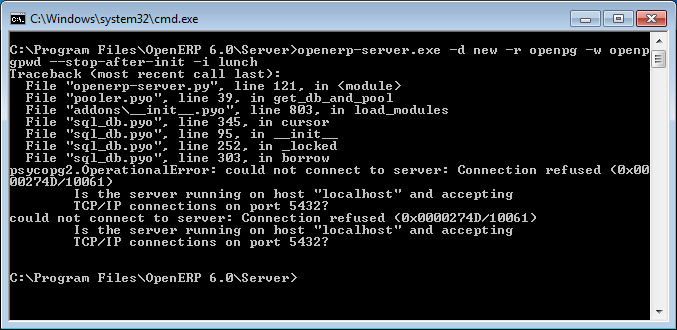 C:\Windows\system32\cmd.exe
C:\Program Files\OpenERP 6.0\Server>openerp-server.exe -d new -r openpg -w openp
gpwd --stop-after-init -i lunch
Traceback (most recent call last):
  File "openerp-server.py", line 121, in <module>
  File "pooler.pyo", line 39, in get_db_and_pool
  File "addons\__init__.pyo", line 803, in load_modules
  File "sql_db.pyo", line 345, in cursor
  File "sql_db.pyo", line 95, in __init__
  File "sql_db.pyo", line 252, in _locked
  File "sql_db.pyo", line 303, in borrow
psycopg2.OperationalError: could not connect to server: Connection refused (0x00
00274D/10061)
        Is the server running on host "localhost" and accepting
        TCP/IP connections on port 5432?
could not connect to server: Connection refused (0x0000274D/10061)
        Is the server running on host "localhost" and accepting
        TCP/IP connections on port 5432?
C:\Program Files\OpenERP 6.0\Server>